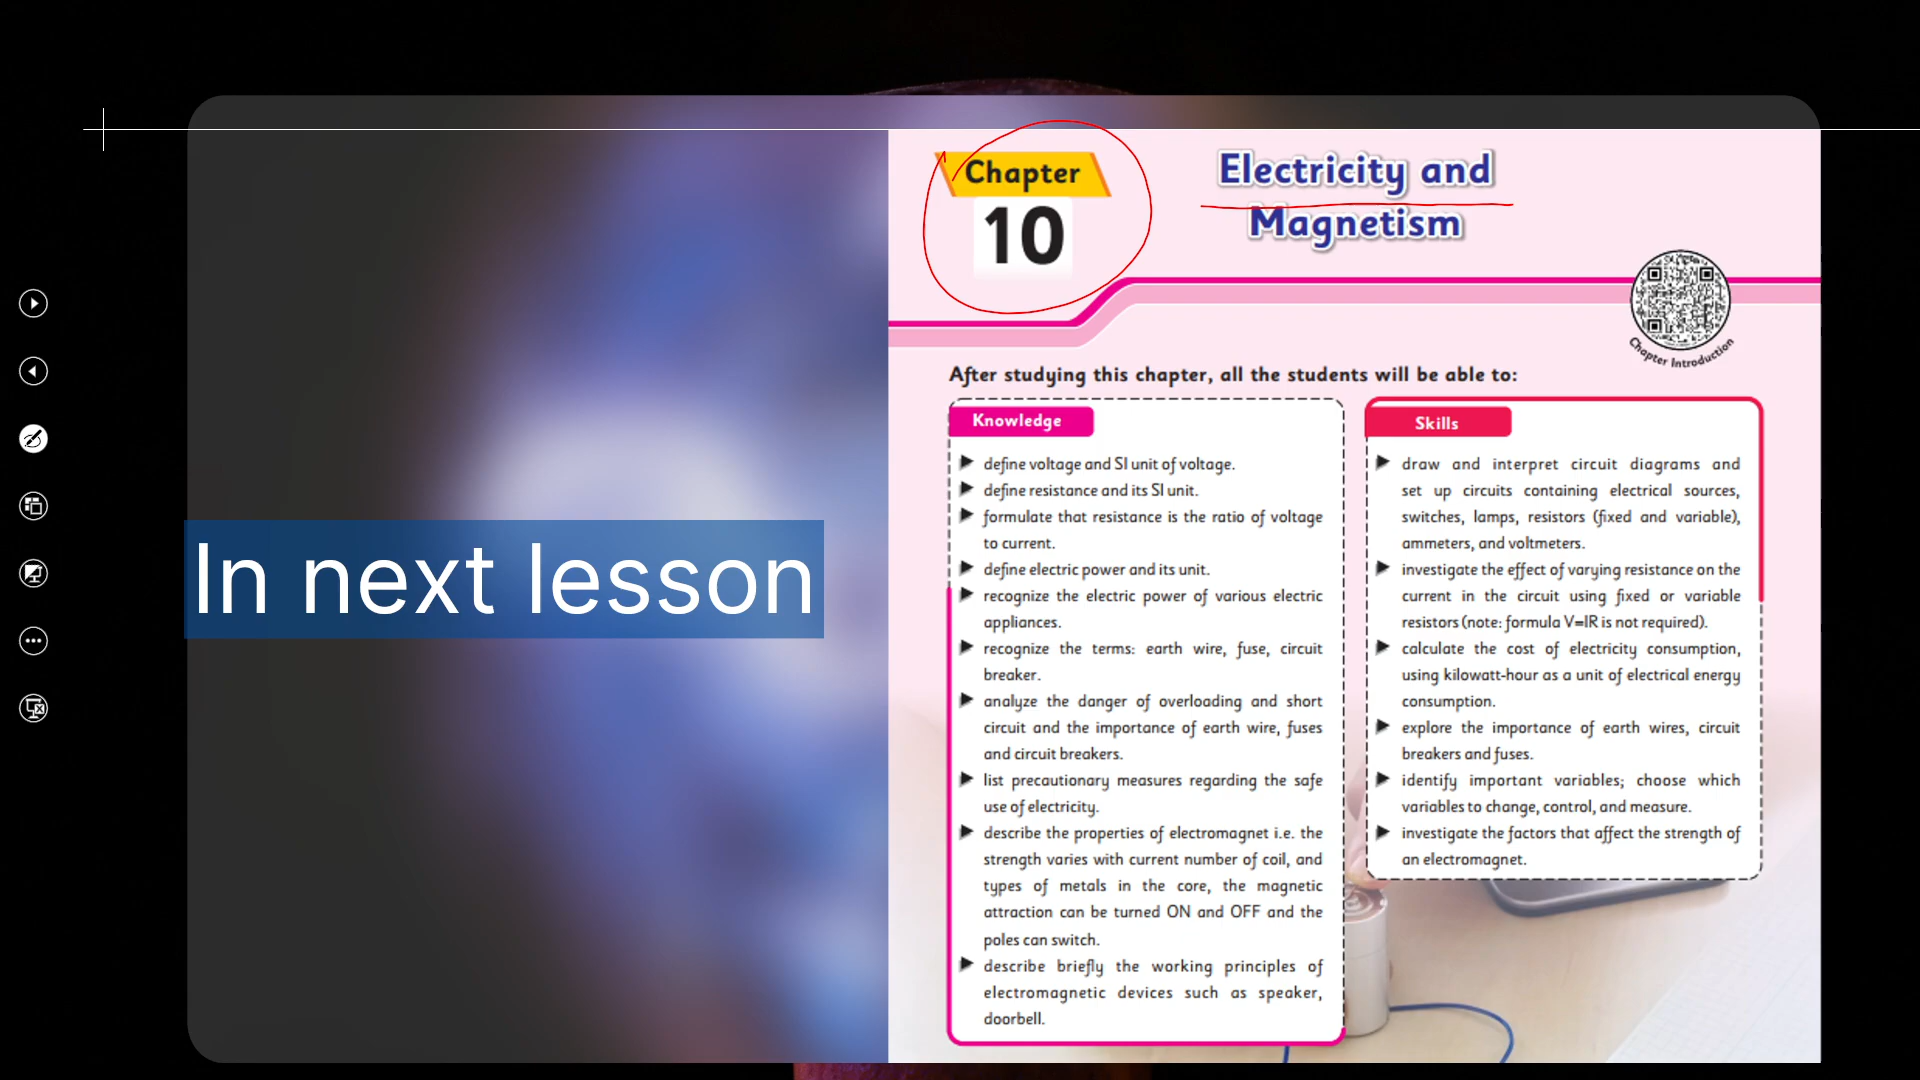 In next lesson
Chapter
10
Electricity and
Magnetism
Chapter Introduction
After studying this chapter, all the students will be able to:
Knowledge
define voltage and SI unit of voltage.
define resistance and its SI unit.
formulate that resistance is the ratio of voltage
to current.
define electric power and its unit.
recognize the electric power of various electric
appliances.
recognize the terms: earth wire, fuse, circuit
breaker.
analyze the danger of overloading and short
circuit and the importance of earth wire, fuses
and circuit breakers.
list precautionary measures regarding the safe
use of electricity.
describe the properties of electromagnet i.e. the
strength varies with current number of coil, and
types of metals in the core, the magnetic
attraction can be turned ON and OFF and the
poles can switch.
describe briefly the working principles of
electromagnetic devices such as speaker,
doorbell.
Skills
draw and interpret circuit diagrams and
set up circuits containing electrical sources,
switches, lamps, resistors (fixed and variable),
ammeters, and voltmeters.
investigate the effect of varying resistance on the
current in the circuit using fixed or variable
resistors (note: formula V=IR is not required).
calculate the cost of electricity consumption,
using kilowatt-hour as a unit of electrical energy
consumption.
explore the importance of earth wires, circuit
breakers and fuses.
identify important variables; choose which
variables to change, control, and measure.
investigate the factors that affect the strength of
an electromagnet.